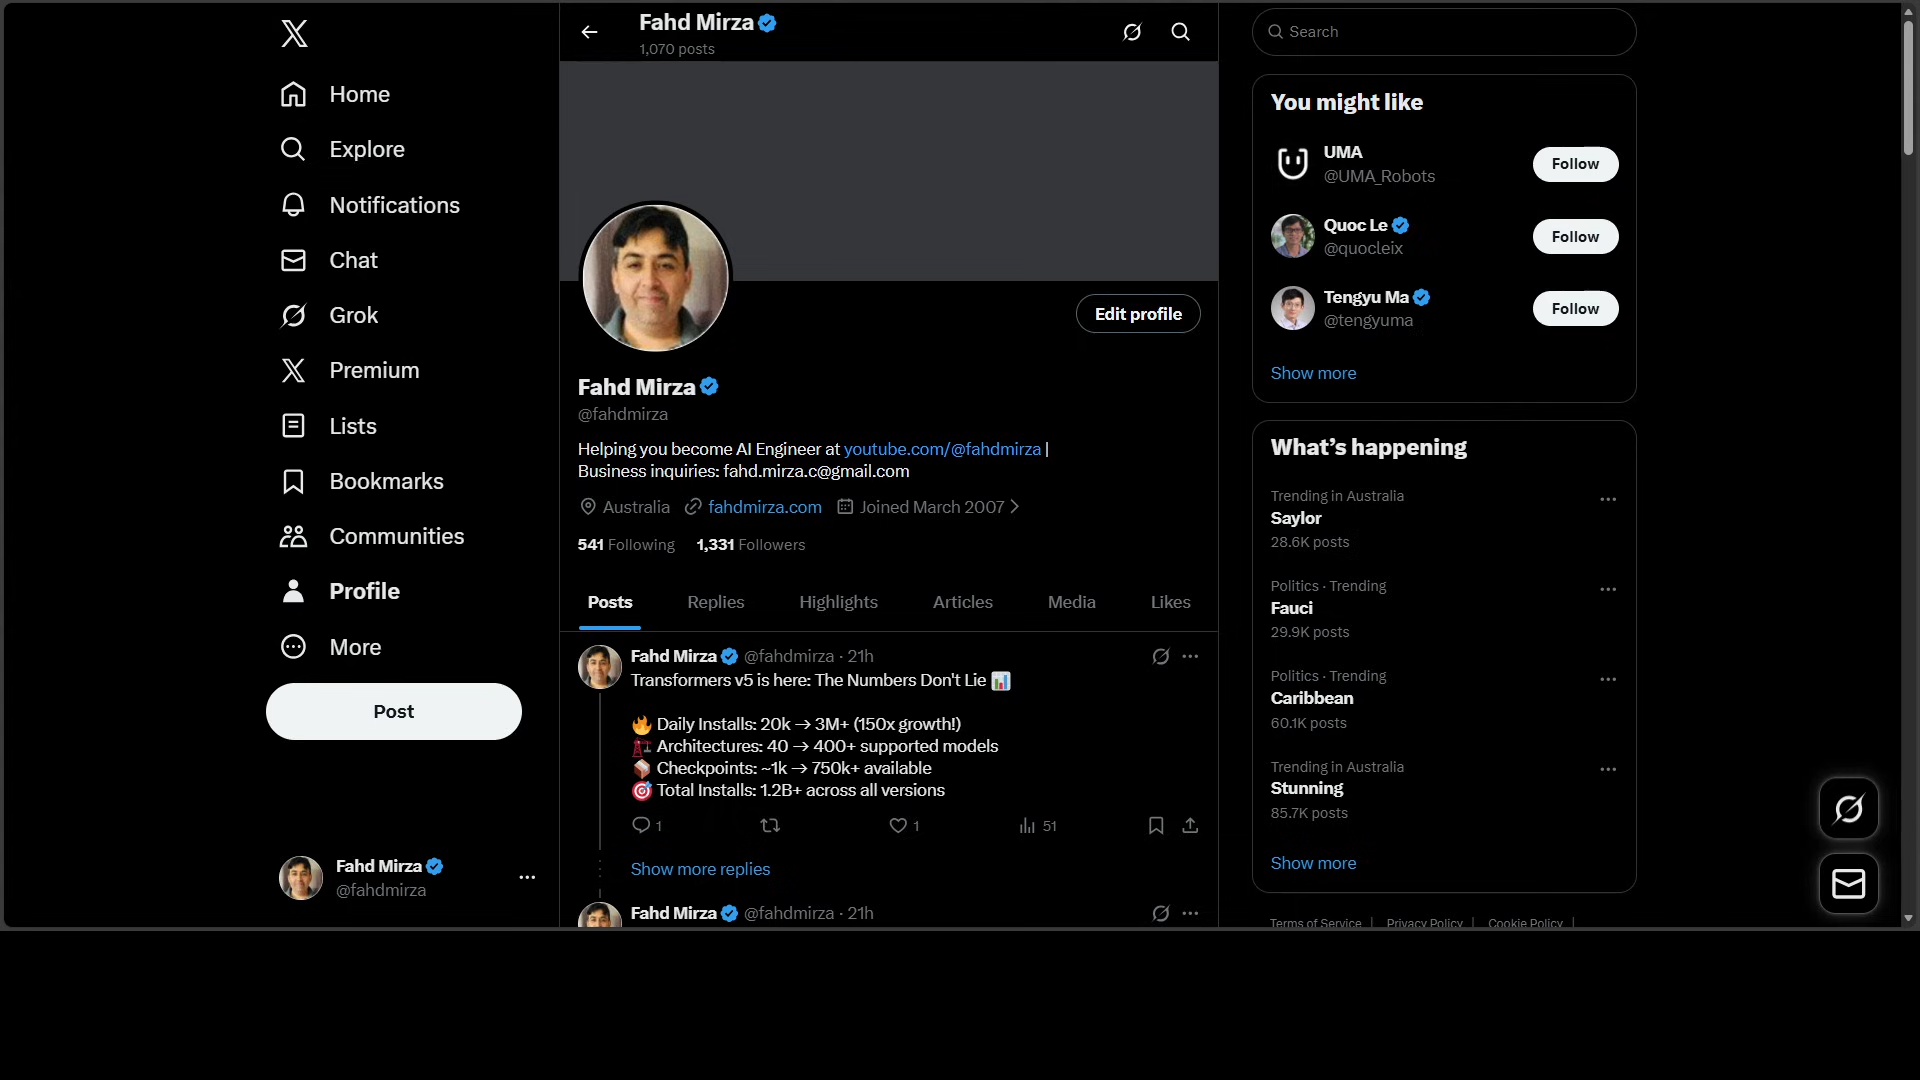 Home
Explore
Notifications
Chat
Grok
Premium
Lists
Bookmarks
Communities
Profile
More
Post
Fahd Mirza
@fahdmirza
Fahd Mirza
1,070 posts
Edit profile
Fahd Mirza
@fahdmirza
Helping you become AI Engineer at youtube.com/@fahdmirza |
Business inquiries: fahd.mirza.c@gmail.com
Australia fahdmirza.com Joined March 2007
541 Following 1,331 Followers
Posts Replies Highlights Articles Media Likes
Fahd Mirza @fahdmirza · 21h
Transformers v5 is here: The Numbers Don't Lie 📊
🔥 Daily Installs: 20k → 3M+ (150x growth!)
🏗️ Architectures: 40 → 400+ supported models
📦 Checkpoints: ~1k → 750k+ available
🎯 Total Installs: 1.2B+ across all versions
1 1 51
Show more replies
Fahd Mirza @fahdmirza · 21h
Search
You might like
UMA
@UMA_Robots
Follow
Quoc Le
@quocleix
Follow
Tengyu Ma
@tengyuma
Follow
Show more
What's happening
Trending in Australia
Saylor
28.6K posts
Politics · Trending
Fauci
29.9K posts
Politics · Trending
Caribbean
60.1K posts
Trending in Australia
Stunning
85.7K posts
Show more
Terms of Service | Privacy Policy | Cookie Policy |